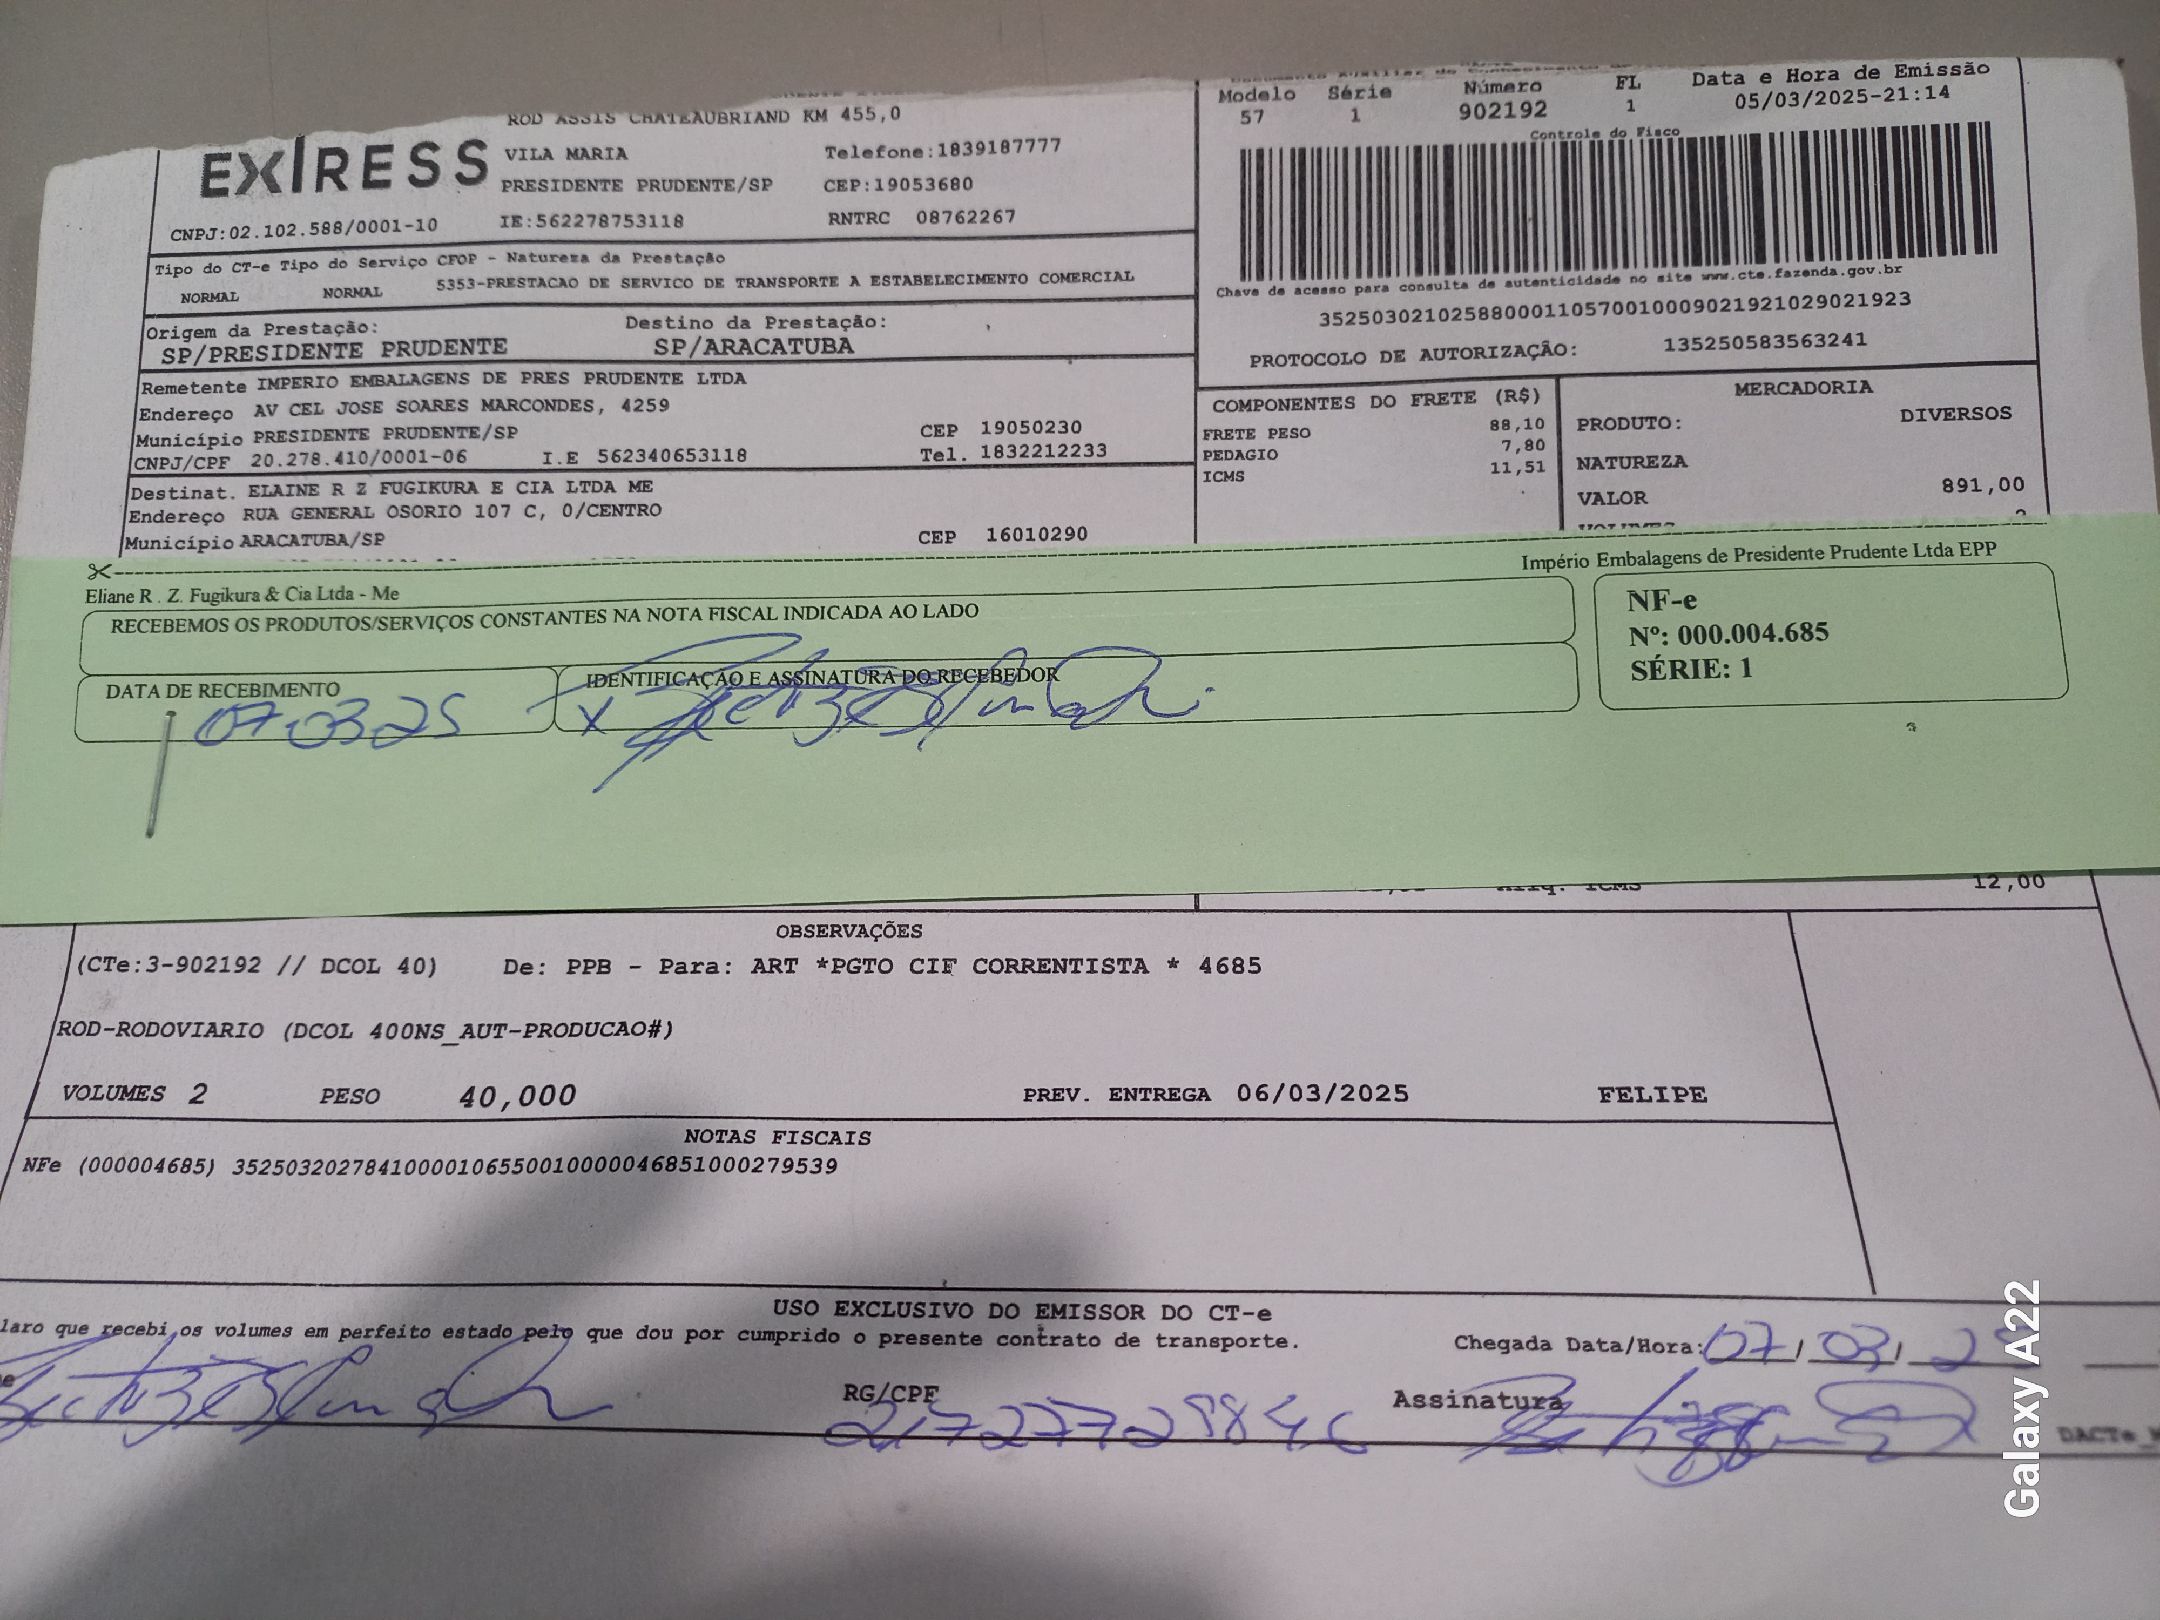 ROD ASSIS CHATEAUBRIAND KM 455,0
EXPRESS
VILA MARIA Telefone:1839187777
PRESIDENTE PRUDENTE/SP CEP:19053680
CNPJ:02.102.588/0001-10 IE:562278753118 RNTRC 08762267
Modelo Série Número FL Data e Hora de Emissão
57 1 902192 1 05/03/2025-21:14
Controle do Fisco
Chave de acesso para consulta de autenticidade no site www.cte.fazenda.gov.br
35250302102588000110570010009021921029021923
PROTOCOLO DE AUTORIZAÇÃO: 135250583563241
Tipo do CT-e Tipo do Serviço CFOP - Natureza da Prestação
NORMAL NORMAL 5353-PRESTACAO DE SERVICO DE TRANSPORTE A ESTABELECIMENTO COMERCIAL
Origem da Prestação: Destino da Prestação:
SP/PRESIDENTE PRUDENTE SP/ARACATUBA
Remetente IMPERIO EMBALAGENS DE PRES PRUDENTE LTDA
Endereço AV CEL JOSE SOARES MARCONDES, 4259
Município PRESIDENTE PRUDENTE/SP CEP 19050230
CNPJ/CPF 20.278.410/0001-06 I.E 562340653118 Tel. 1832212233
Destinat. ELAINE R Z FUGIKURA E CIA LTDA ME
Endereço RUA GENERAL OSORIO 107 C, 0/CENTRO
Município ARACATUBA/SP CEP 16010290
COMPONENTES DO FRETE (R$)
FRETE PESO 88,10
PEDAGIO 7,80
ICMS 11,51
MERCADORIA
PRODUTO: DIVERSOS
NATUREZA
VALOR 891,00
Império Embalagens de Presidente Prudente Ltda EPP
Eliane R . Z. Fugikura & Cia Ltda - Me
RECEBEMOS OS PRODUTOS/SERVIÇOS CONSTANTES NA NOTA FISCAL INDICADA AO LADO
NF-e
Nº: 000.004.685
SÉRIE: 1
DATA DE RECEBIMENTO IDENTIFICAÇÃO E ASSINATURA DO RECEBEDOR
07-03-25 X
Alíq. ICMS 12,00
OBSERVAÇÕES
(CTe:3-902192 // DCOL 40) De: PPB - Para: ART *PGTO CIF CORRENTISTA * 4685
ROD-RODOVIARIO (DCOL 400NS_AUT-PRODUCAO#)
VOLUMES 2 PESO 40,000 PREV. ENTREGA 06/03/2025 FELIPE
NOTAS FISCAIS
NFe (000004685) 35250320278410000106550010000046851000279539
USO EXCLUSIVO DO EMISSOR DO CT-e
laro que recebi os volumes em perfeito estado pelo que dou por cumprido o presente contrato de transporte.
Chegada Data/Hora: 07/03/2
RG/CPF Assinatura
DACTe_
Galaxy A22